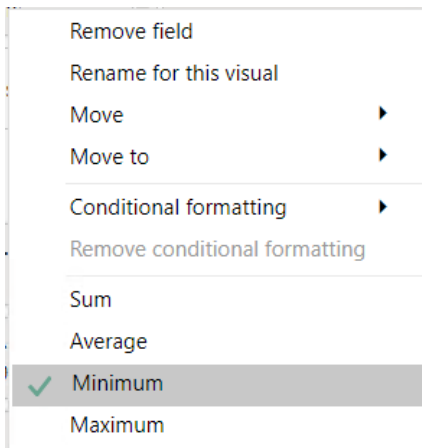 Remove field
Rename for this visual
Move
Move to
Conditional formatting
Remove conditional formatting
Sum
Average
Minimum
Maximum